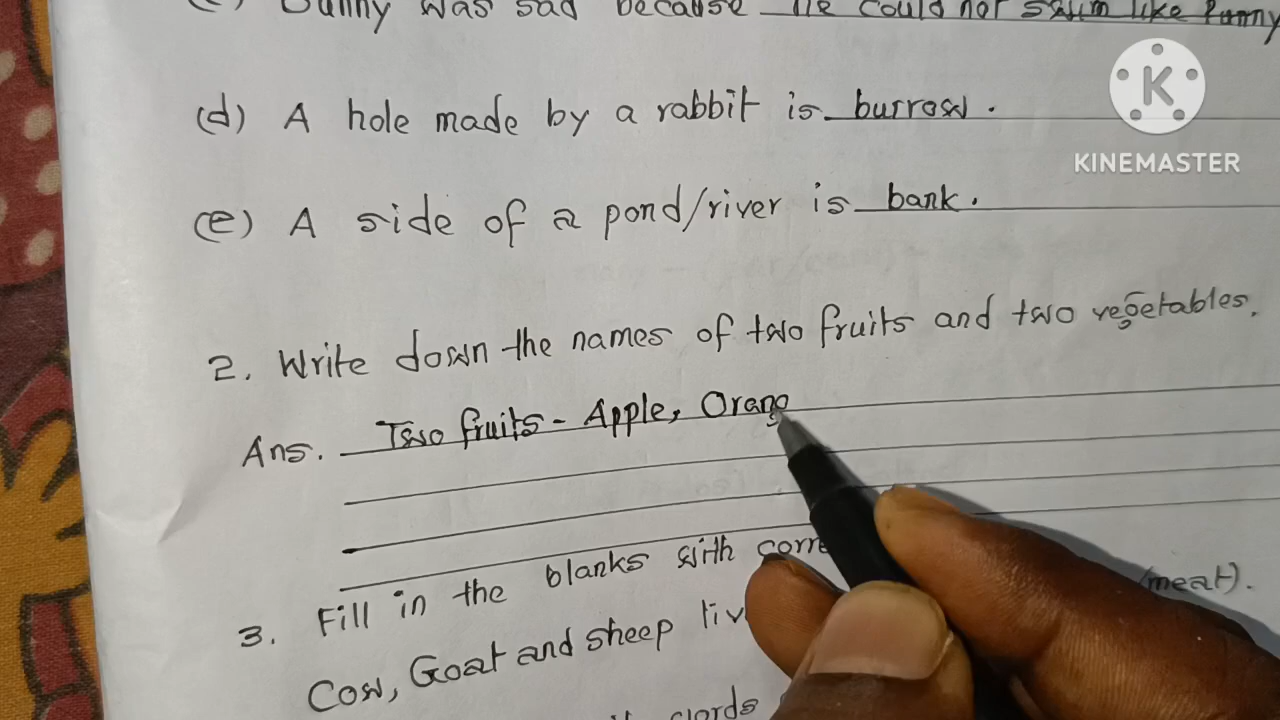 Bunny was sad because He could not swim like Funny
(d) A hole made by a rabbit is burrow.
K
KINEMASTER
(e) A side of a pond/river is bank.
2. Write down the names of two fruits and two vegetables.
Ans. Two fruits - Apple, Orang
3. Fill in the blanks with (meat).
Cow, Goat and sheep